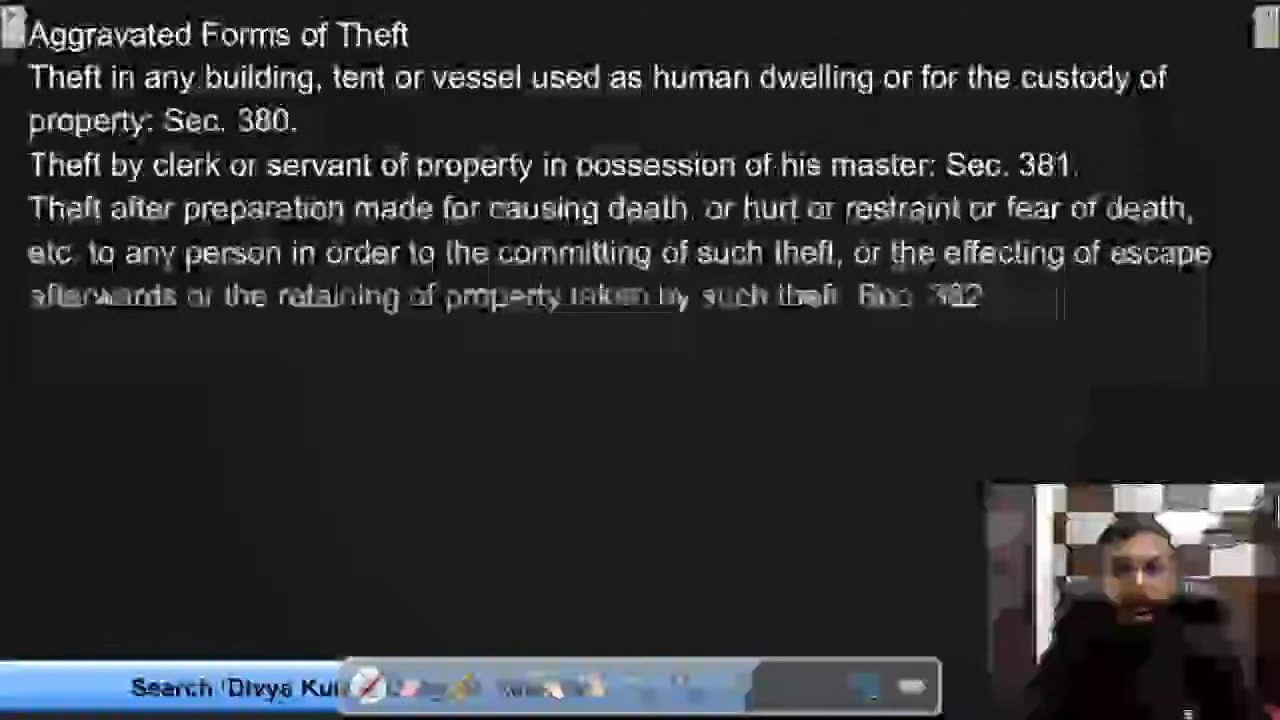 Aggravated Forms of Theft
Theft in any building, tent or vessel used as human dwelling or for the custody of
property: Sec. 380.
Theft by clerk or servant of property in possession of his master: Sec. 381.
Theft after preparation made for causing death, or hurt or restraint or fear of death,
etc. to any person in order to the committing of such theft, or the effecting of escape
afterwards or the retaining of property taken by such theft. Sec. 382
Search 'Divya